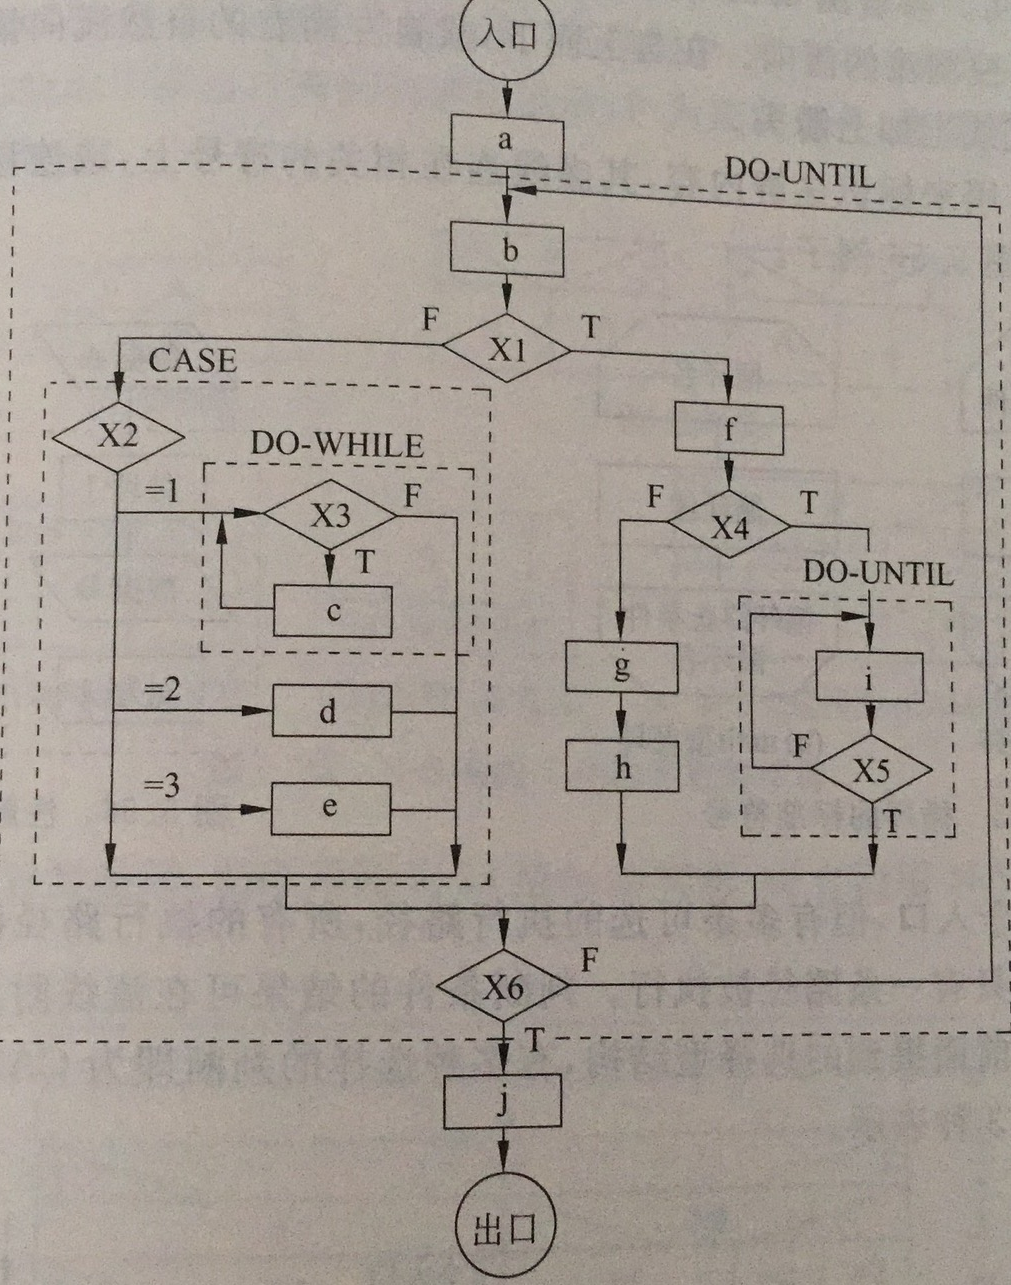 入口
a
DO-UNTIL
b
F
X1
T
CASE
X2
DO-WHILE
=1
X3
F
T
c
=2
d
=3
e
f
F
X4
T
DO-UNTIL
g
i
h
F
X5
T
X6
F
T
j
出口